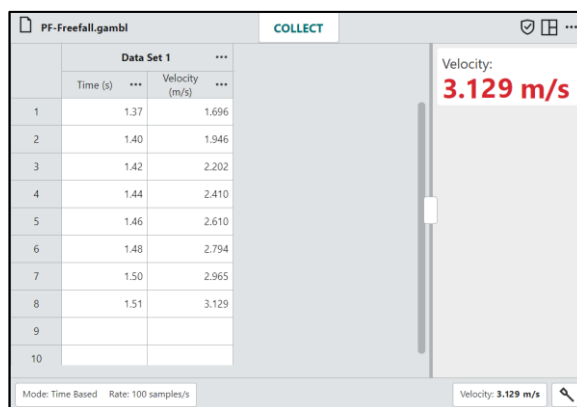 PF-Freefall.gambl
COLLECT
•••
Data Set 1 •••
Time (s) ••• Velocity (m/s) •••
1 1.37 1.696
2 1.40 1.946
3 1.42 2.202
4 1.44 2.410
5 1.46 2.610
6 1.48 2.794
7 1.50 2.965
8 1.51 3.129
9
10
Velocity:
3.129 m/s
Mode: Time Based Rate: 100 samples/s
Velocity: 3.129 m/s